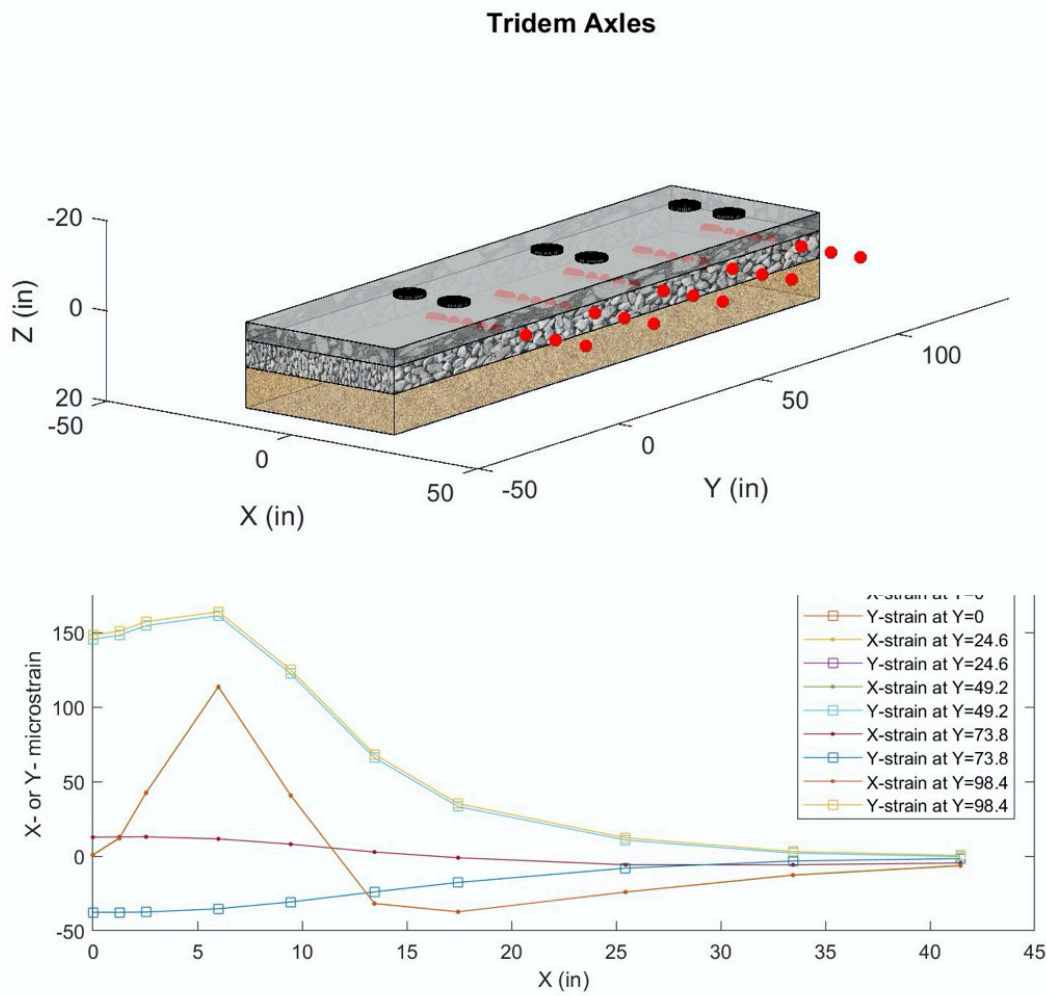 Tridem Axles
-20
0
20
-50
0
50
-50
0
50
100
Z (in)
X (in)
Y (in)
X-strain at Y=0
Y-strain at Y=0
X-strain at Y=24.6
Y-strain at Y=24.6
X-strain at Y=49.2
Y-strain at Y=49.2
X-strain at Y=73.8
Y-strain at Y=73.8
X-strain at Y=98.4
Y-strain at Y=98.4
150
100
50
0
-50
X- or Y- microstrain
0 5 10 15 20 25 30 35 40 45
X (in)